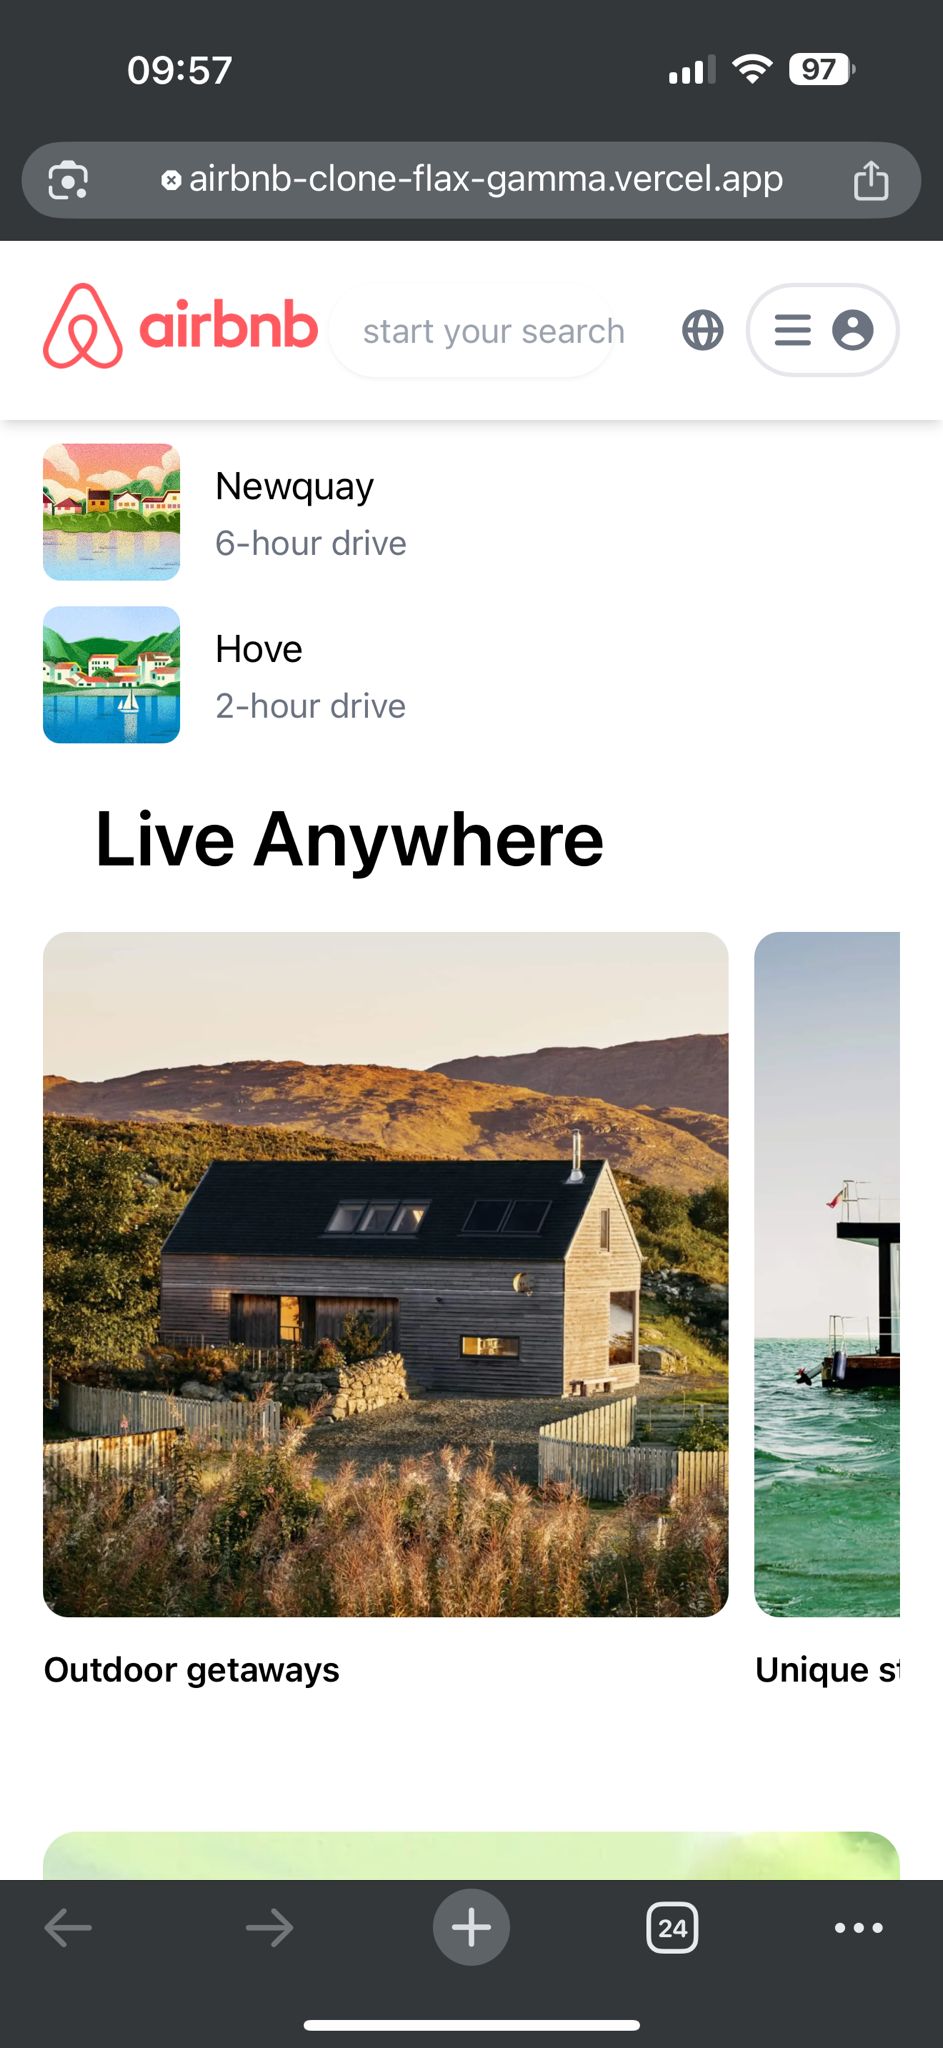 09:57
97
airbnb-clone-flax-gamma.vercel.app
airbnb
start your search
Newquay
6-hour drive
Hove
2-hour drive
Live Anywhere
Outdoor getaways
Unique
24